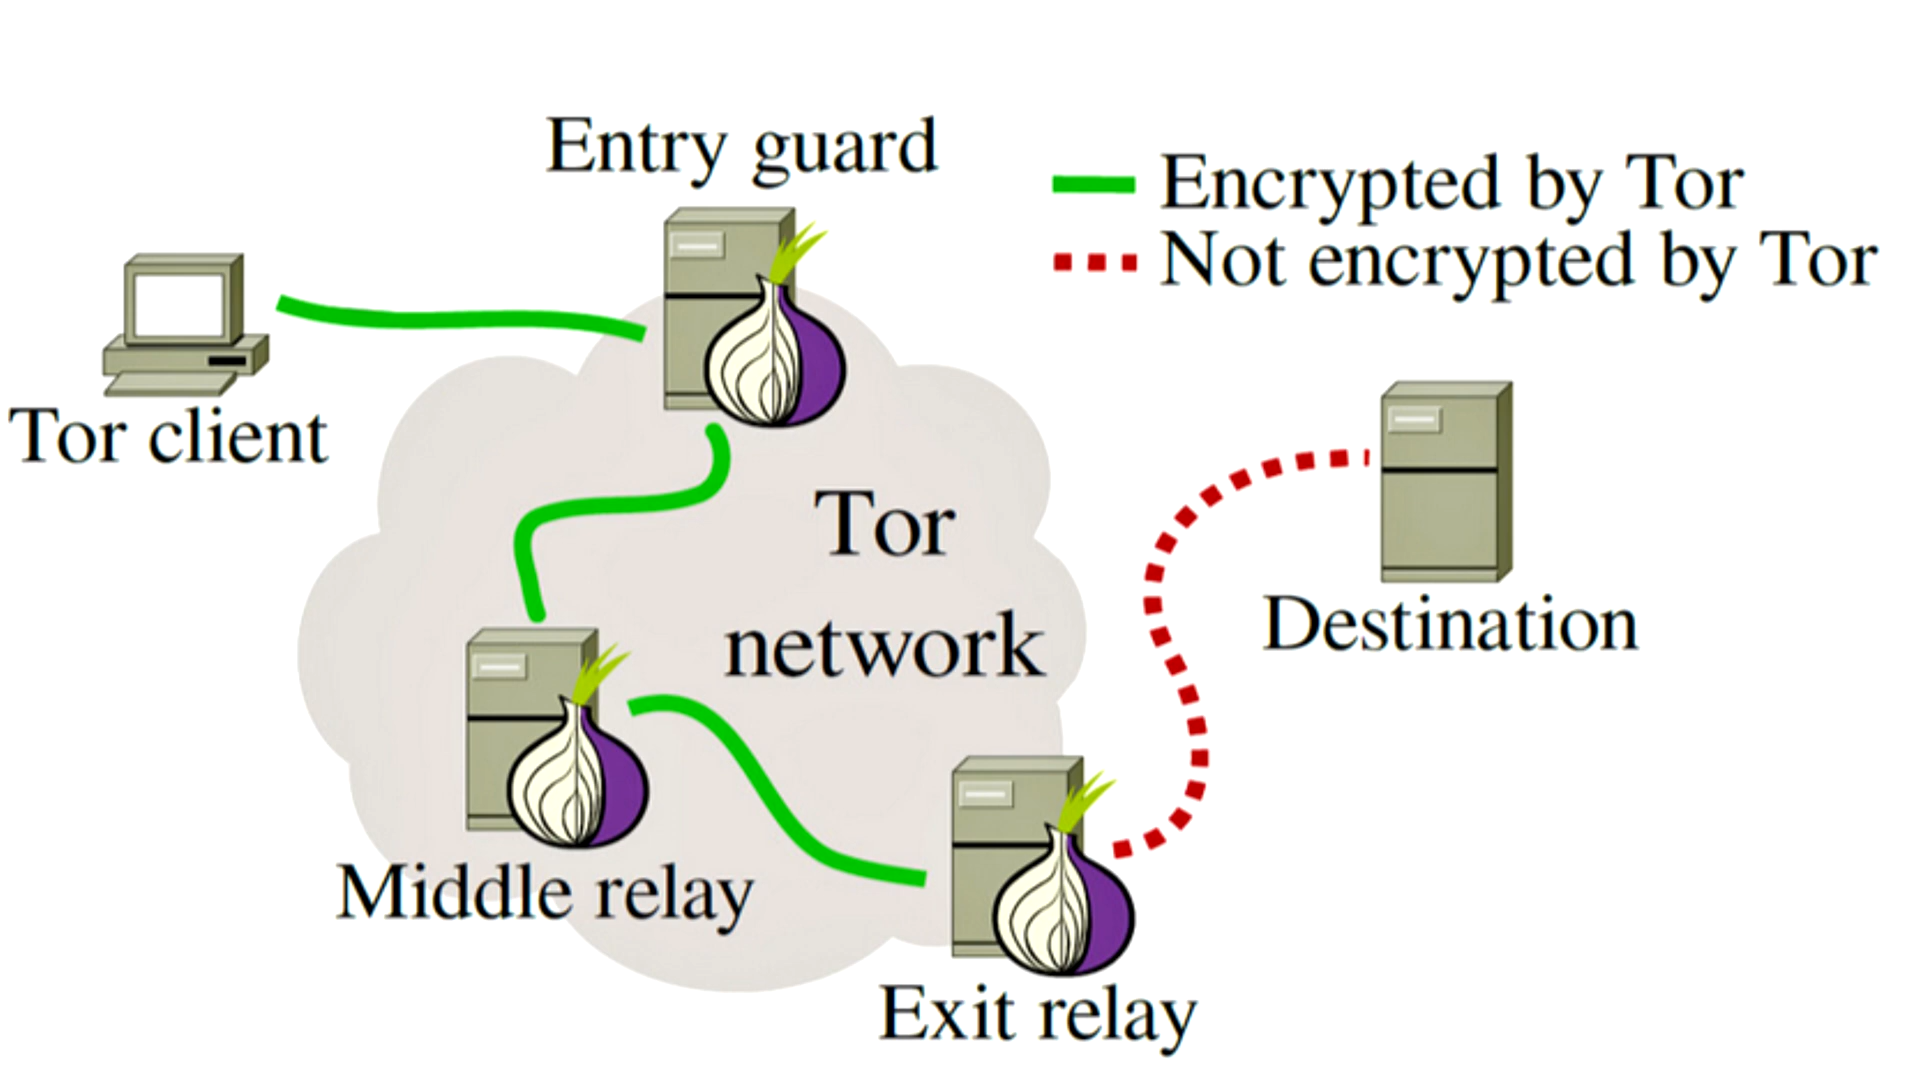 Entry guard
Encrypted by Tor
Not encrypted by Tor
Tor client
Tor
network
Destination
Middle relay
Exit relay